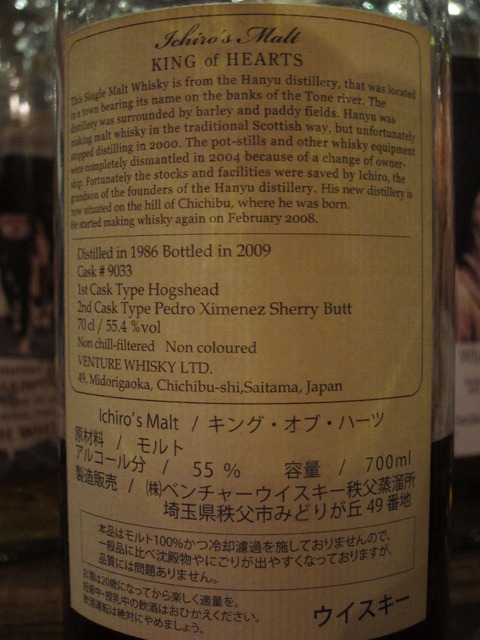 Ichiro's Malt
KING of HEARTS
This Single Malt Whisky is from the Hanyu distillery, that was located
in a town bearing its name on the banks of the Tone river. The
distillery was surrounded by barley and paddy fields. Hanyu was
making malt whisky in the traditional Scottish way, but unfortunately
stopped distilling in 2000. The pot-stills and other whisky equipment
were completely dismantled in 2004 because of a change of owner-
ship. Fortunately the stocks and facilities were saved by Ichiro, the
grandson of the founders of the Hanyu distillery. His new distillery is
now situated on the hill of Chichibu, where he was born.
He started making whisky again on February 2008.
Distilled in 1986 Bottled in 2009
Cask # 9033
1st Cask Type Hogshead
2nd Cask Type Pedro Ximenez Sherry Butt
70 cl / 55.4 %vol
Non chill-filtered Non coloured
VENTURE WHISKY LTD.
49, Midorigaoka, Chichibu-shi,Saitama, Japan
Ichiro's Malt / キング・オブ・ハーツ
原材料 / モルト
アルコール分 / 55 % 容量 / 700ml
製造販売 / ㈱ベンチャーウイスキー秩父蒸溜所
埼玉県秩父市みどりが丘49番地
本品はモルト100%かつ冷却濾過を施しておりませんので、
一般品に比べ沈殿物やにごりが出やすくなっておりますが、
品質には問題ありません。
お酒は20歳になってから楽しく適量を。
妊娠中・授乳中の飲酒はおひかえください。
飲酒運転は絶対にやめましょう。
ウイスキー